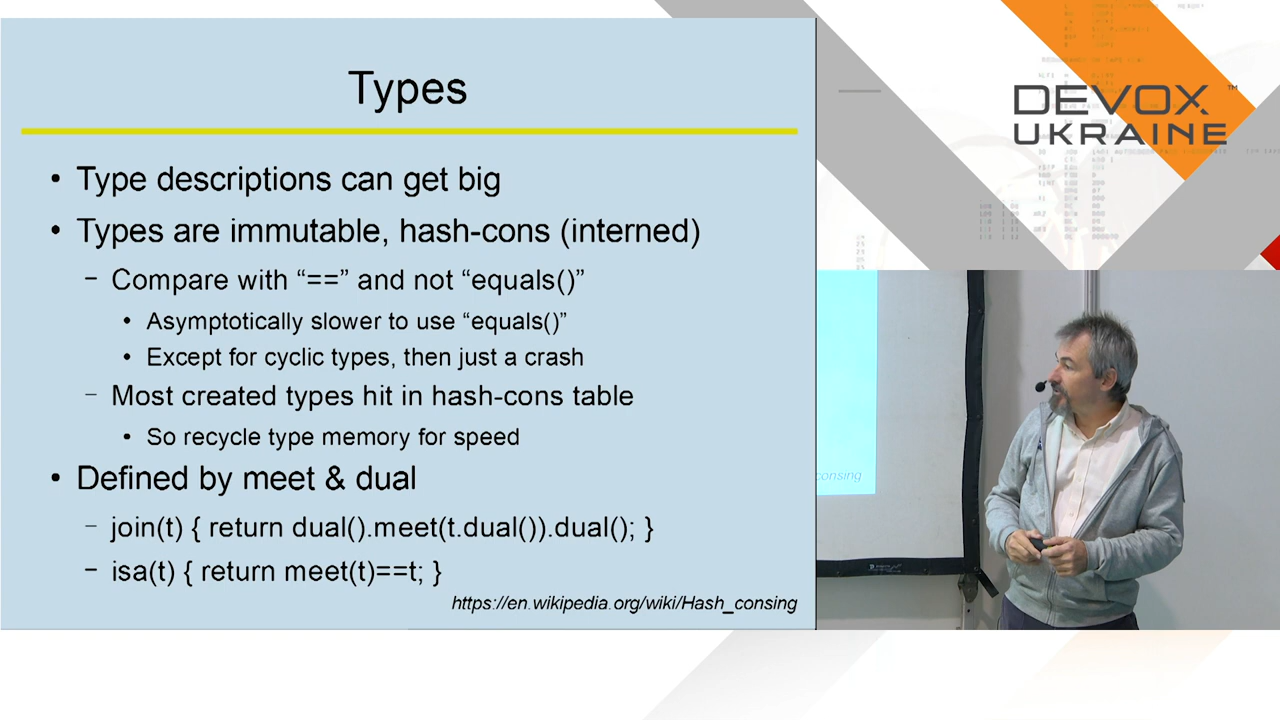 Types
• Type descriptions can get big
• Types are immutable, hash-cons (interned)
– Compare with “==” and not “equals()”
• Asymptotically slower to use “equals()”
• Except for cyclic types, then just a crash
– Most created types hit in hash-cons table
• So recycle type memory for speed
• Defined by meet & dual
– join(t) { return dual().meet(t.dual()).dual(); }
– isa(t) { return meet(t)==t; }
https://en.wikipedia.org/wiki/Hash_consing
DEVOX™
UKRAINE
consing